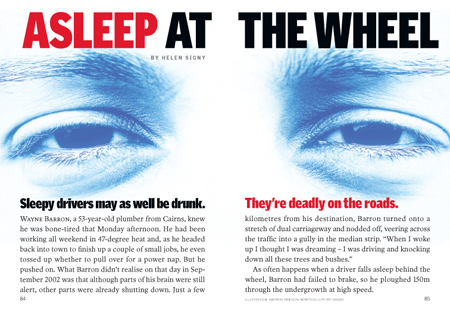 ASLEEP AT THE WHEEL
BY HELEN SIGNY
Sleepy drivers may as well be drunk.
WAYNE BARRON, a 53-year-old plumber from Cairns, knew
he was bone-tired that Monday afternoon. He had been
working all weekend in 47-degree heat and, as he headed
back into town to finish up a couple of small jobs, he even
tossed up whether to pull over for a power nap. But he
pushed on. What Barron didn't realise on that day in Sep-
tember 2002 was that although parts of his brain were still
alert, other parts were already shutting down. Just a few
84
They're deadly on the roads.
kilometres from his destination, Barron turned onto a
stretch of dual carriageway and nodded off, veering across
the traffic into a gully in the median strip. “When I woke
up I thought I was dreaming – I was driving and knocking
down all these trees and bushes.”
As often happens when a driver falls asleep behind the
wheel, Barron had failed to brake, so he ploughed 150m
through the undergrowth at high speed.
85